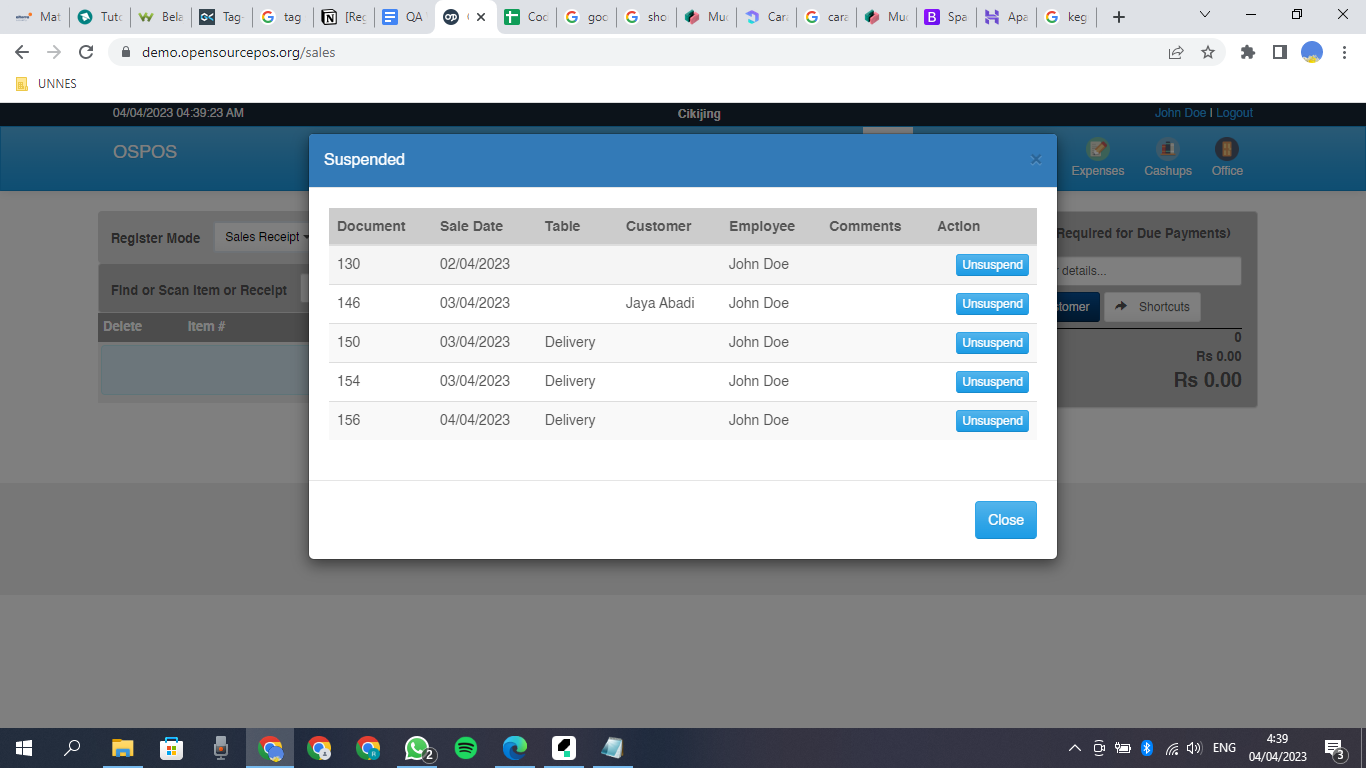 Mat
Tuto
Bela
Tag-
tag
[Reg
QA
Cod
goo
sho
Muc
Cara
cara
Muc
Spa
Apa
keg
demo.opensourcepos.org/sales
UNNES
04/04/2023 04:39:23 AM
Cikijing
John Doe | Logout
OSPOS
Expenses
Cashups
Office
Suspended
×
Register Mode
Sales Receipt
Required for Due Payments)
Find or Scan Item or Receipt
details...
tomer
Shortcuts
Delete
Item #
0
Rs 0.00
Rs 0.00
Document Sale Date Table Customer Employee Comments Action
130 02/04/2023 John Doe Unsuspend
146 03/04/2023 Jaya Abadi John Doe Unsuspend
150 03/04/2023 Delivery John Doe Unsuspend
154 03/04/2023 Delivery John Doe Unsuspend
156 04/04/2023 Delivery John Doe Unsuspend
Close
2
ENG
4:39
04/04/2023
3